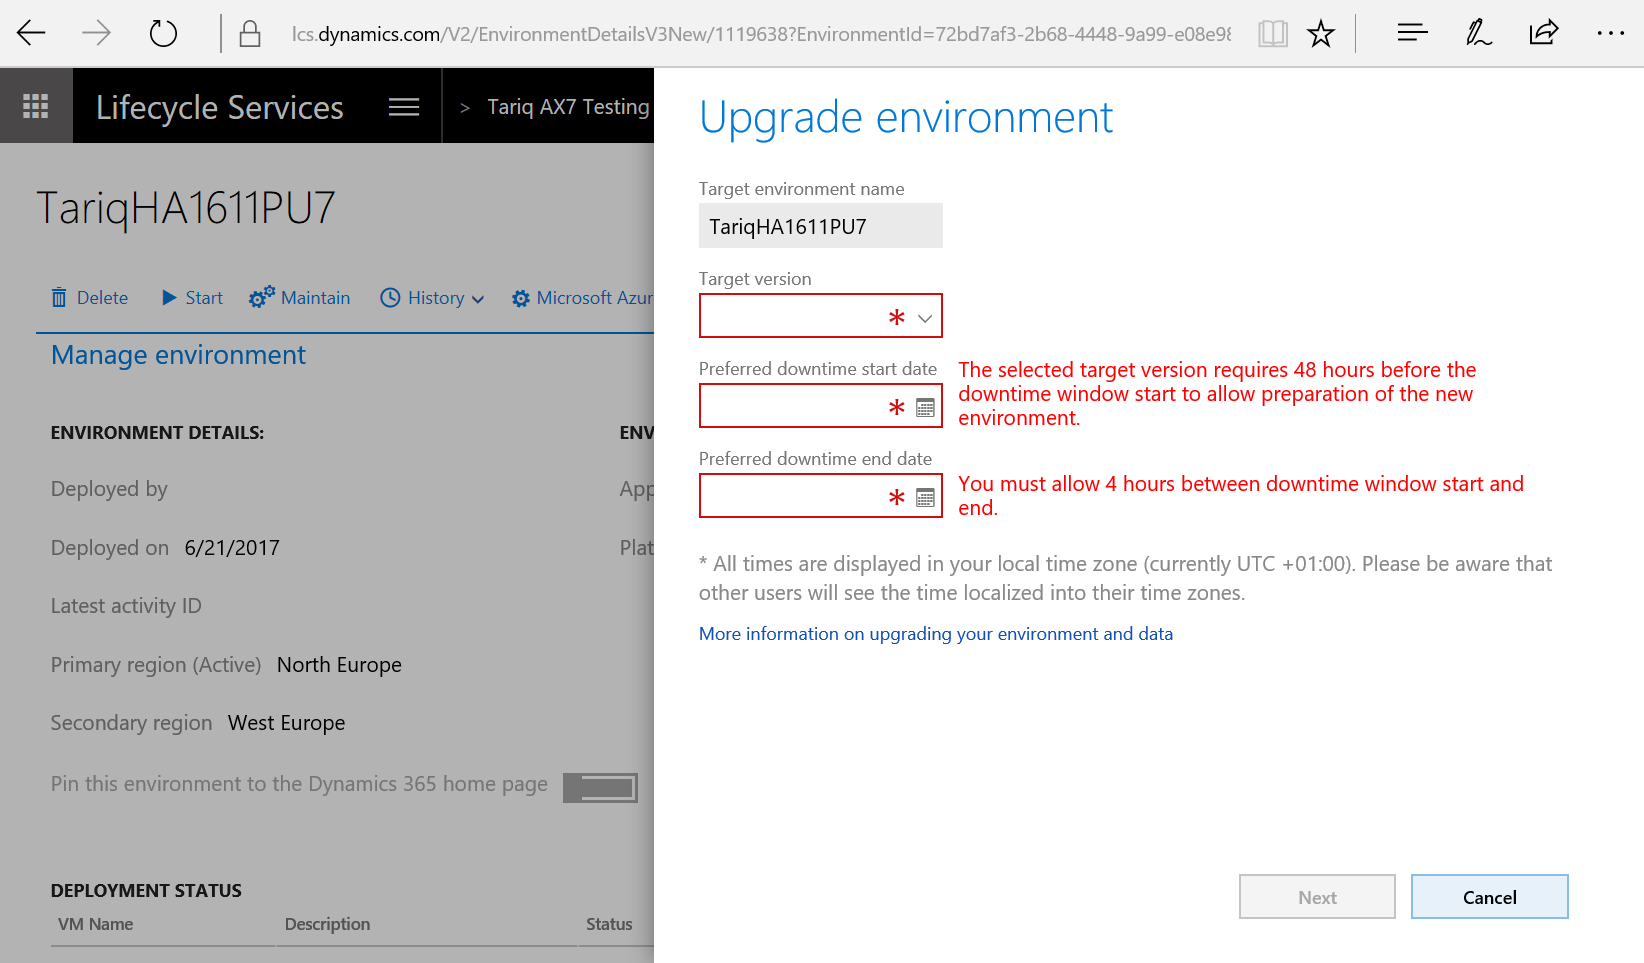 lcs.dynamics.com/V2/EnvironmentDetailsV3New/1119638?EnvironmentId=72bd7af3-2b68-4448-9a99-e08e98
Lifecycle Services
> Tariq AX7 Testing
TariqHA1611PU7
Delete Start Maintain History Microsoft Azur
Manage environment
ENVIRONMENT DETAILS:
ENV
Deployed by
App
Deployed on 6/21/2017
Plat
Latest activity ID
Primary region (Active) North Europe
Secondary region West Europe
Pin this environment to the Dynamics 365 home page
DEPLOYMENT STATUS
VM Name Description Status
Upgrade environment
Target environment name
TariqHA1611PU7
Target version
*
Preferred downtime start date
*
The selected target version requires 48 hours before the
downtime window start to allow preparation of the new
environment.
Preferred downtime end date
*
You must allow 4 hours between downtime window start and
end.
* All times are displayed in your local time zone (currently UTC +01:00). Please be aware that
other users will see the time localized into their time zones.
More information on upgrading your environment and data
Next Cancel